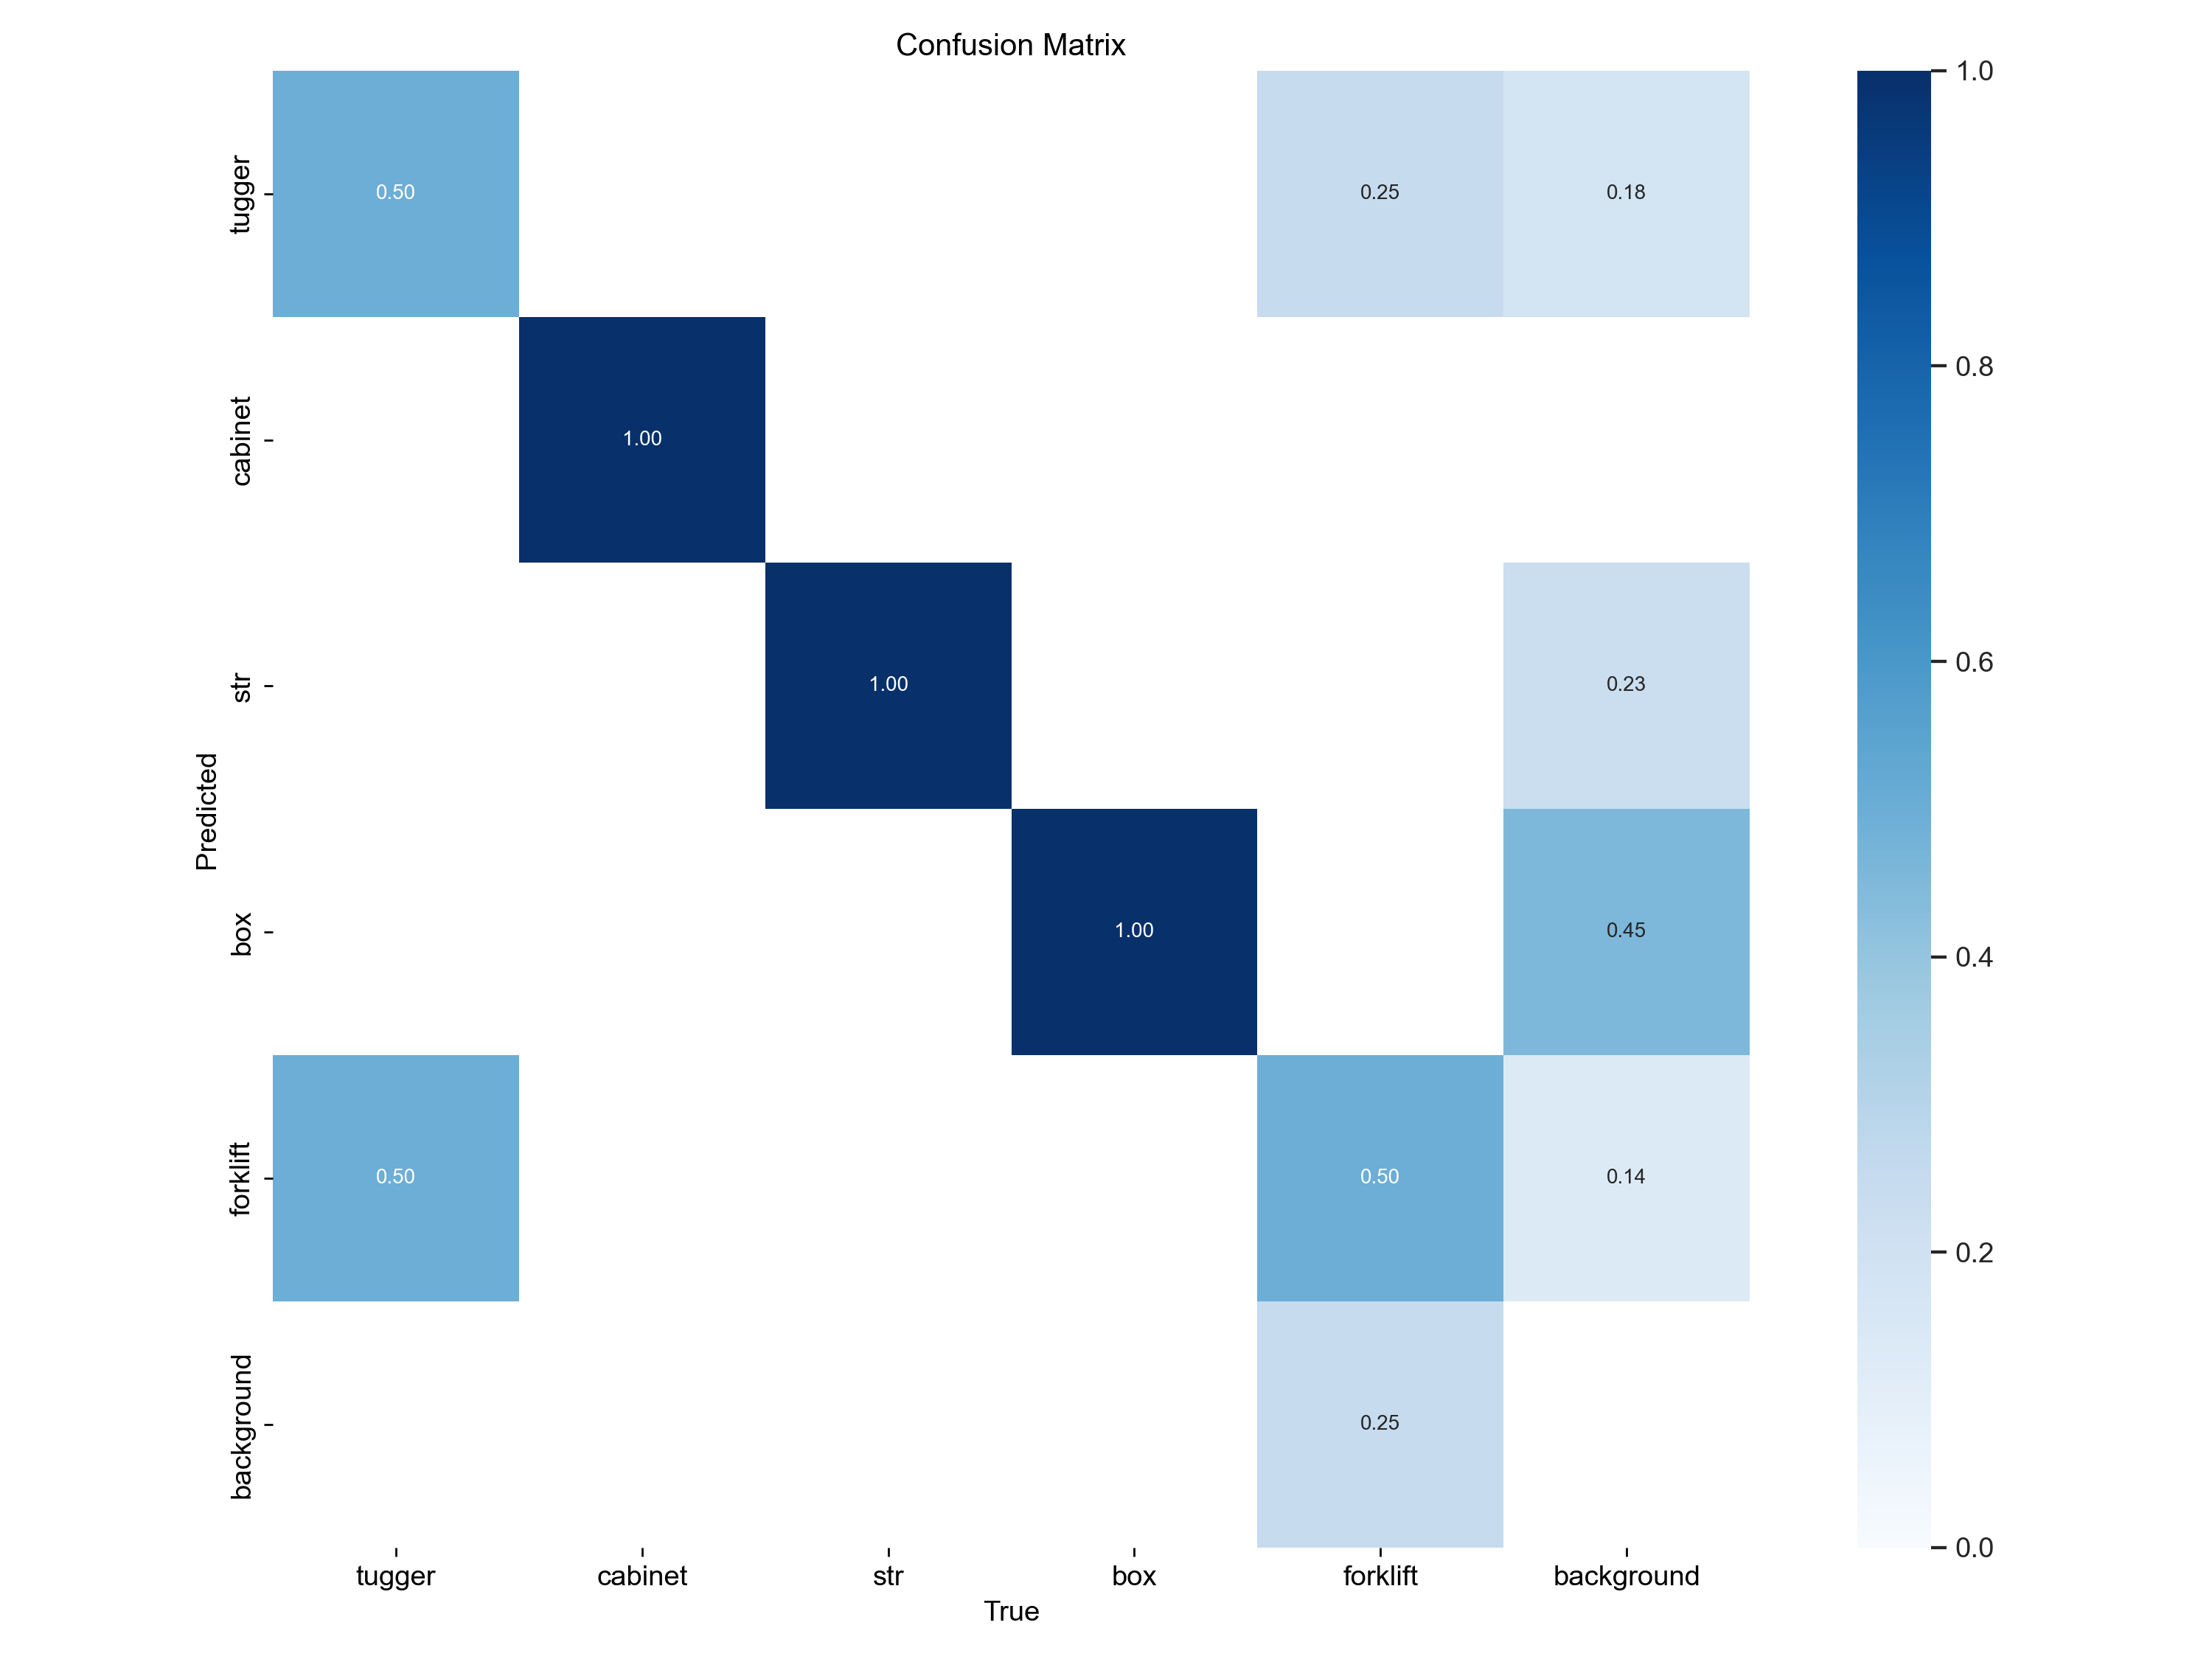 Confusion Matrix
1.0
tugger
0.50
0.25
0.18
0.8
cabinet
1.00
str
1.00
0.23
0.6
Predicted
box
1.00
0.45
0.4
forklift
0.50
0.50
0.14
0.2
background
0.25
0.0
tugger
cabinet
str
box
forklift
background
True